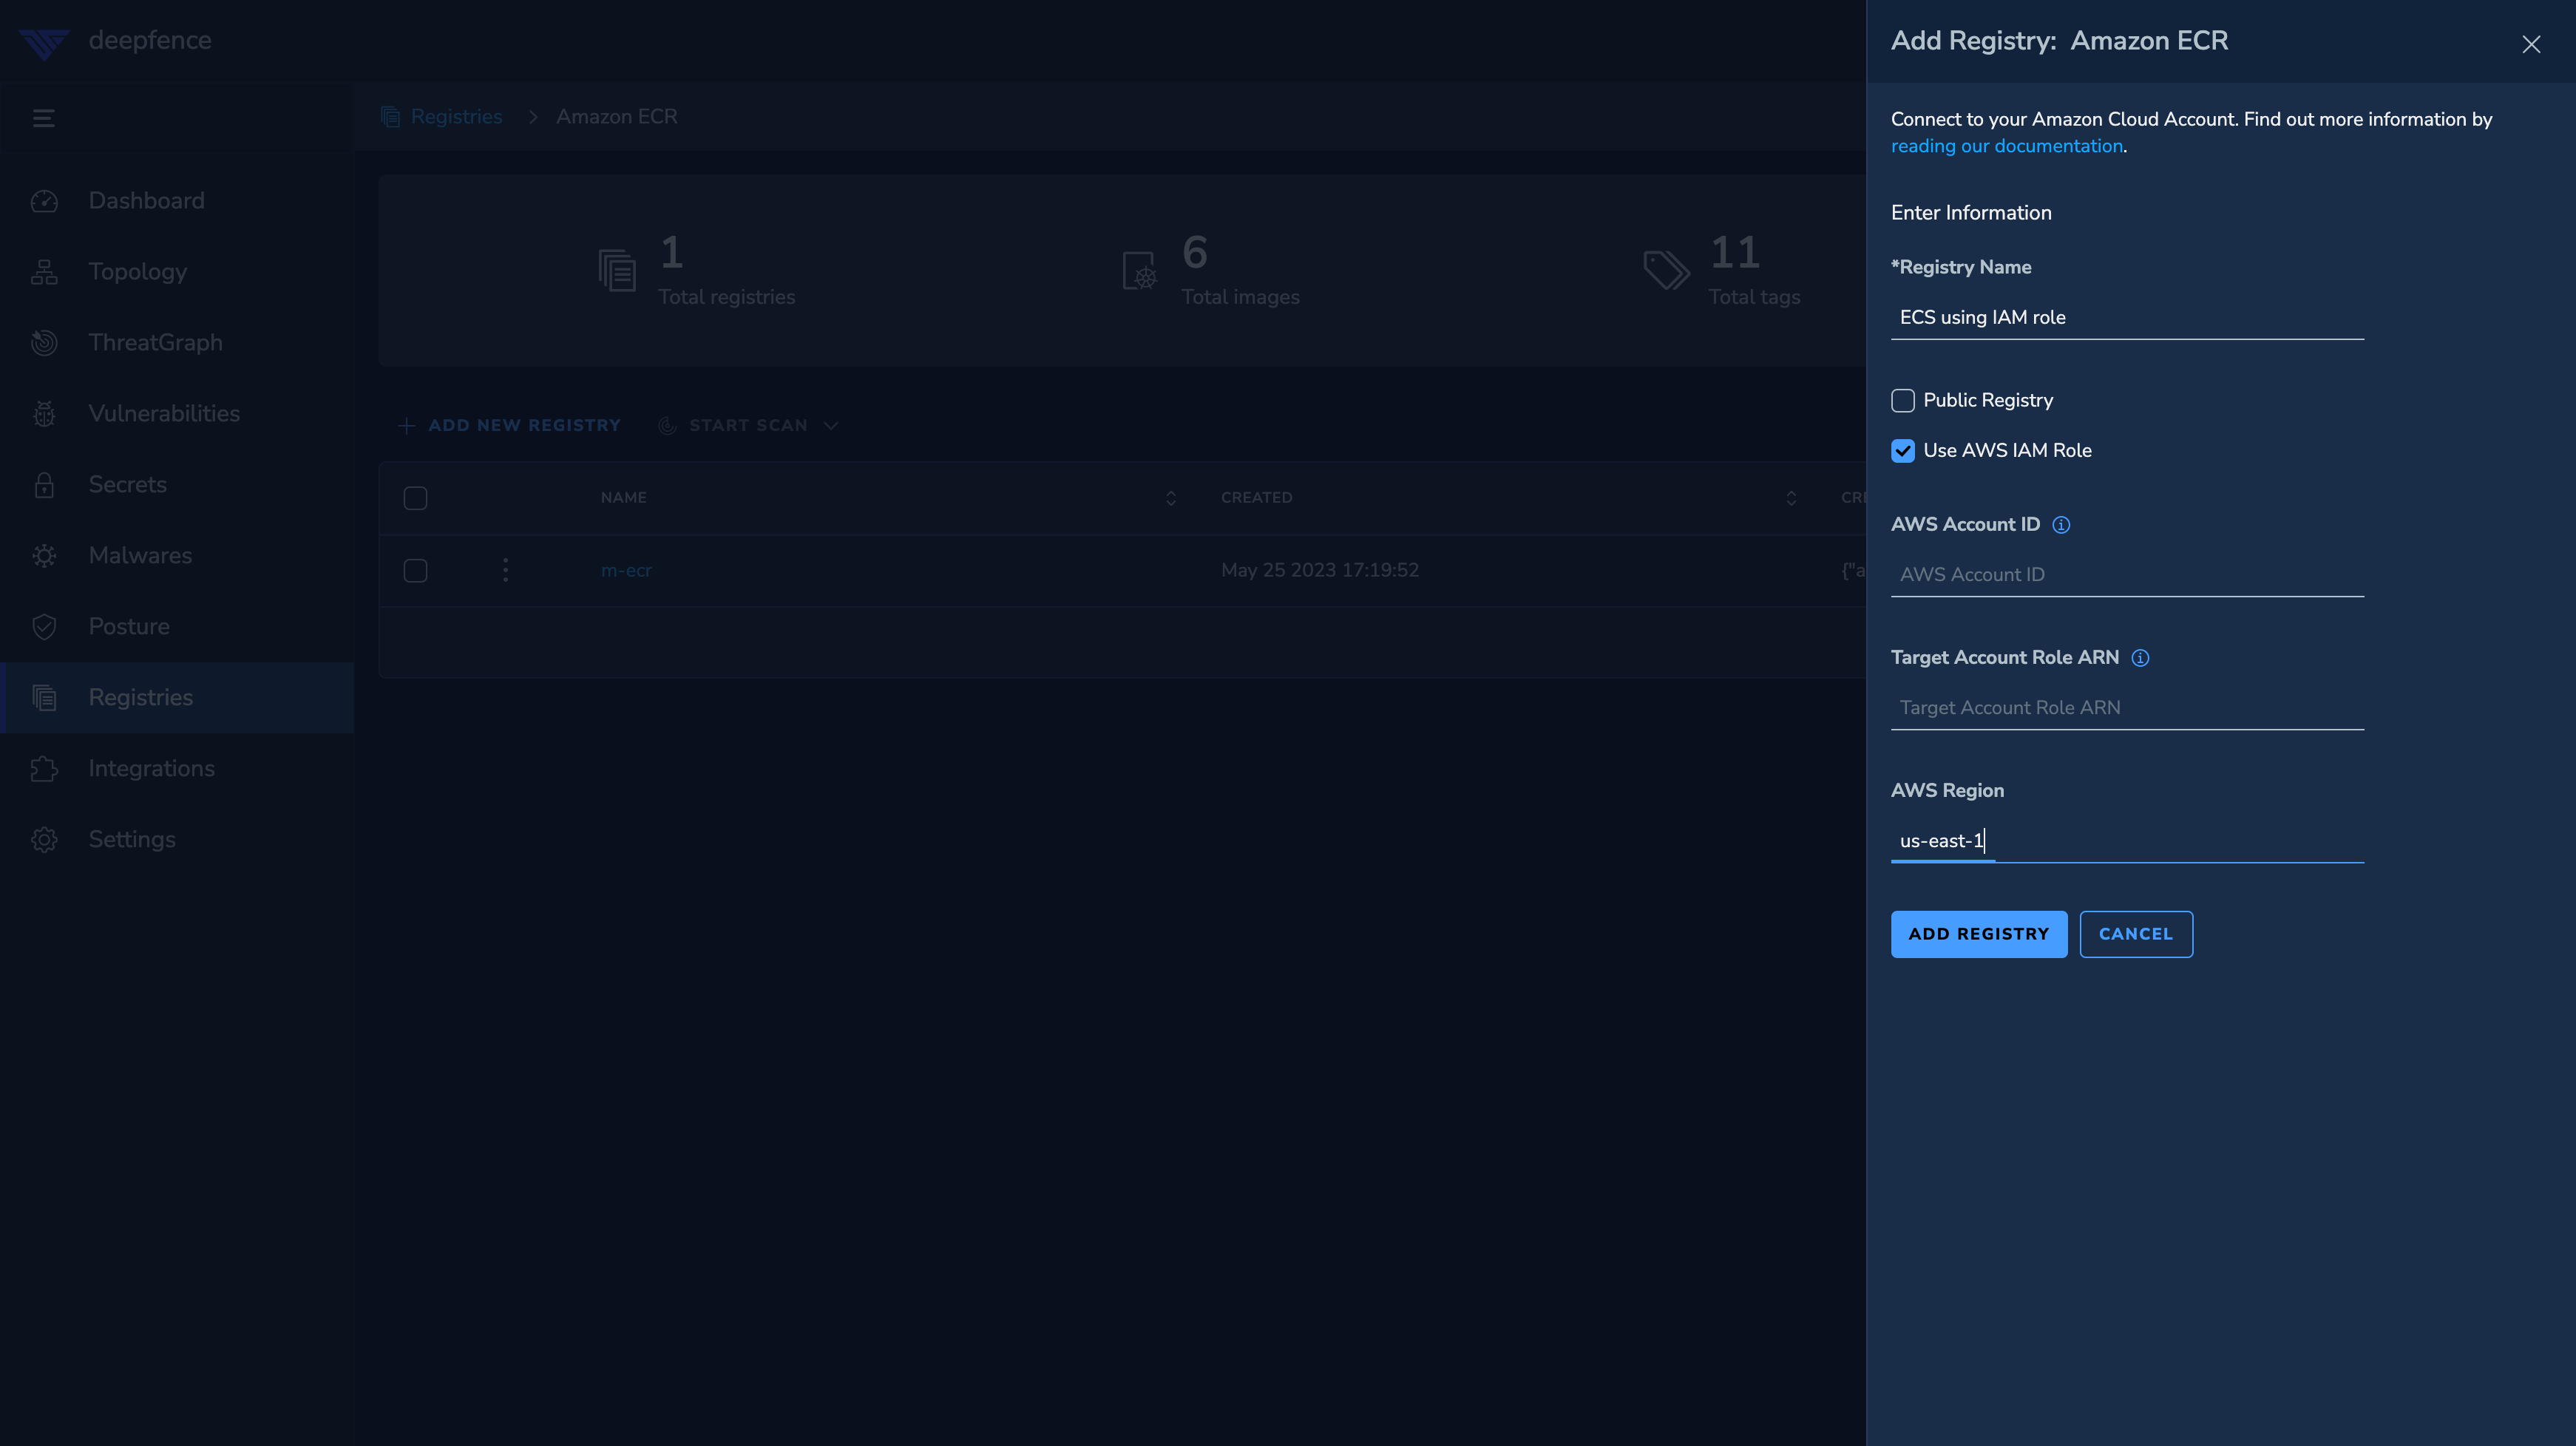 deepfence
Registries > Amazon ECR
Dashboard
Topology
ThreatGraph
Vulnerabilities
Secrets
Malwares
Posture
Registries
Integrations
Settings
1
Total registries
6
Total images
11
Total tags
ADD NEW REGISTRY START SCAN
NAME CREATED CRE
m-ecr May 25 2023 17:19:52 {"a
Add Registry: Amazon ECR
Connect to your Amazon Cloud Account. Find out more information by
reading our documentation.
Enter Information
*Registry Name
ECS using IAM role
Public Registry
Use AWS IAM Role
AWS Account ID
AWS Account ID
Target Account Role ARN
Target Account Role ARN
AWS Region
us-east-1
ADD REGISTRY CANCEL